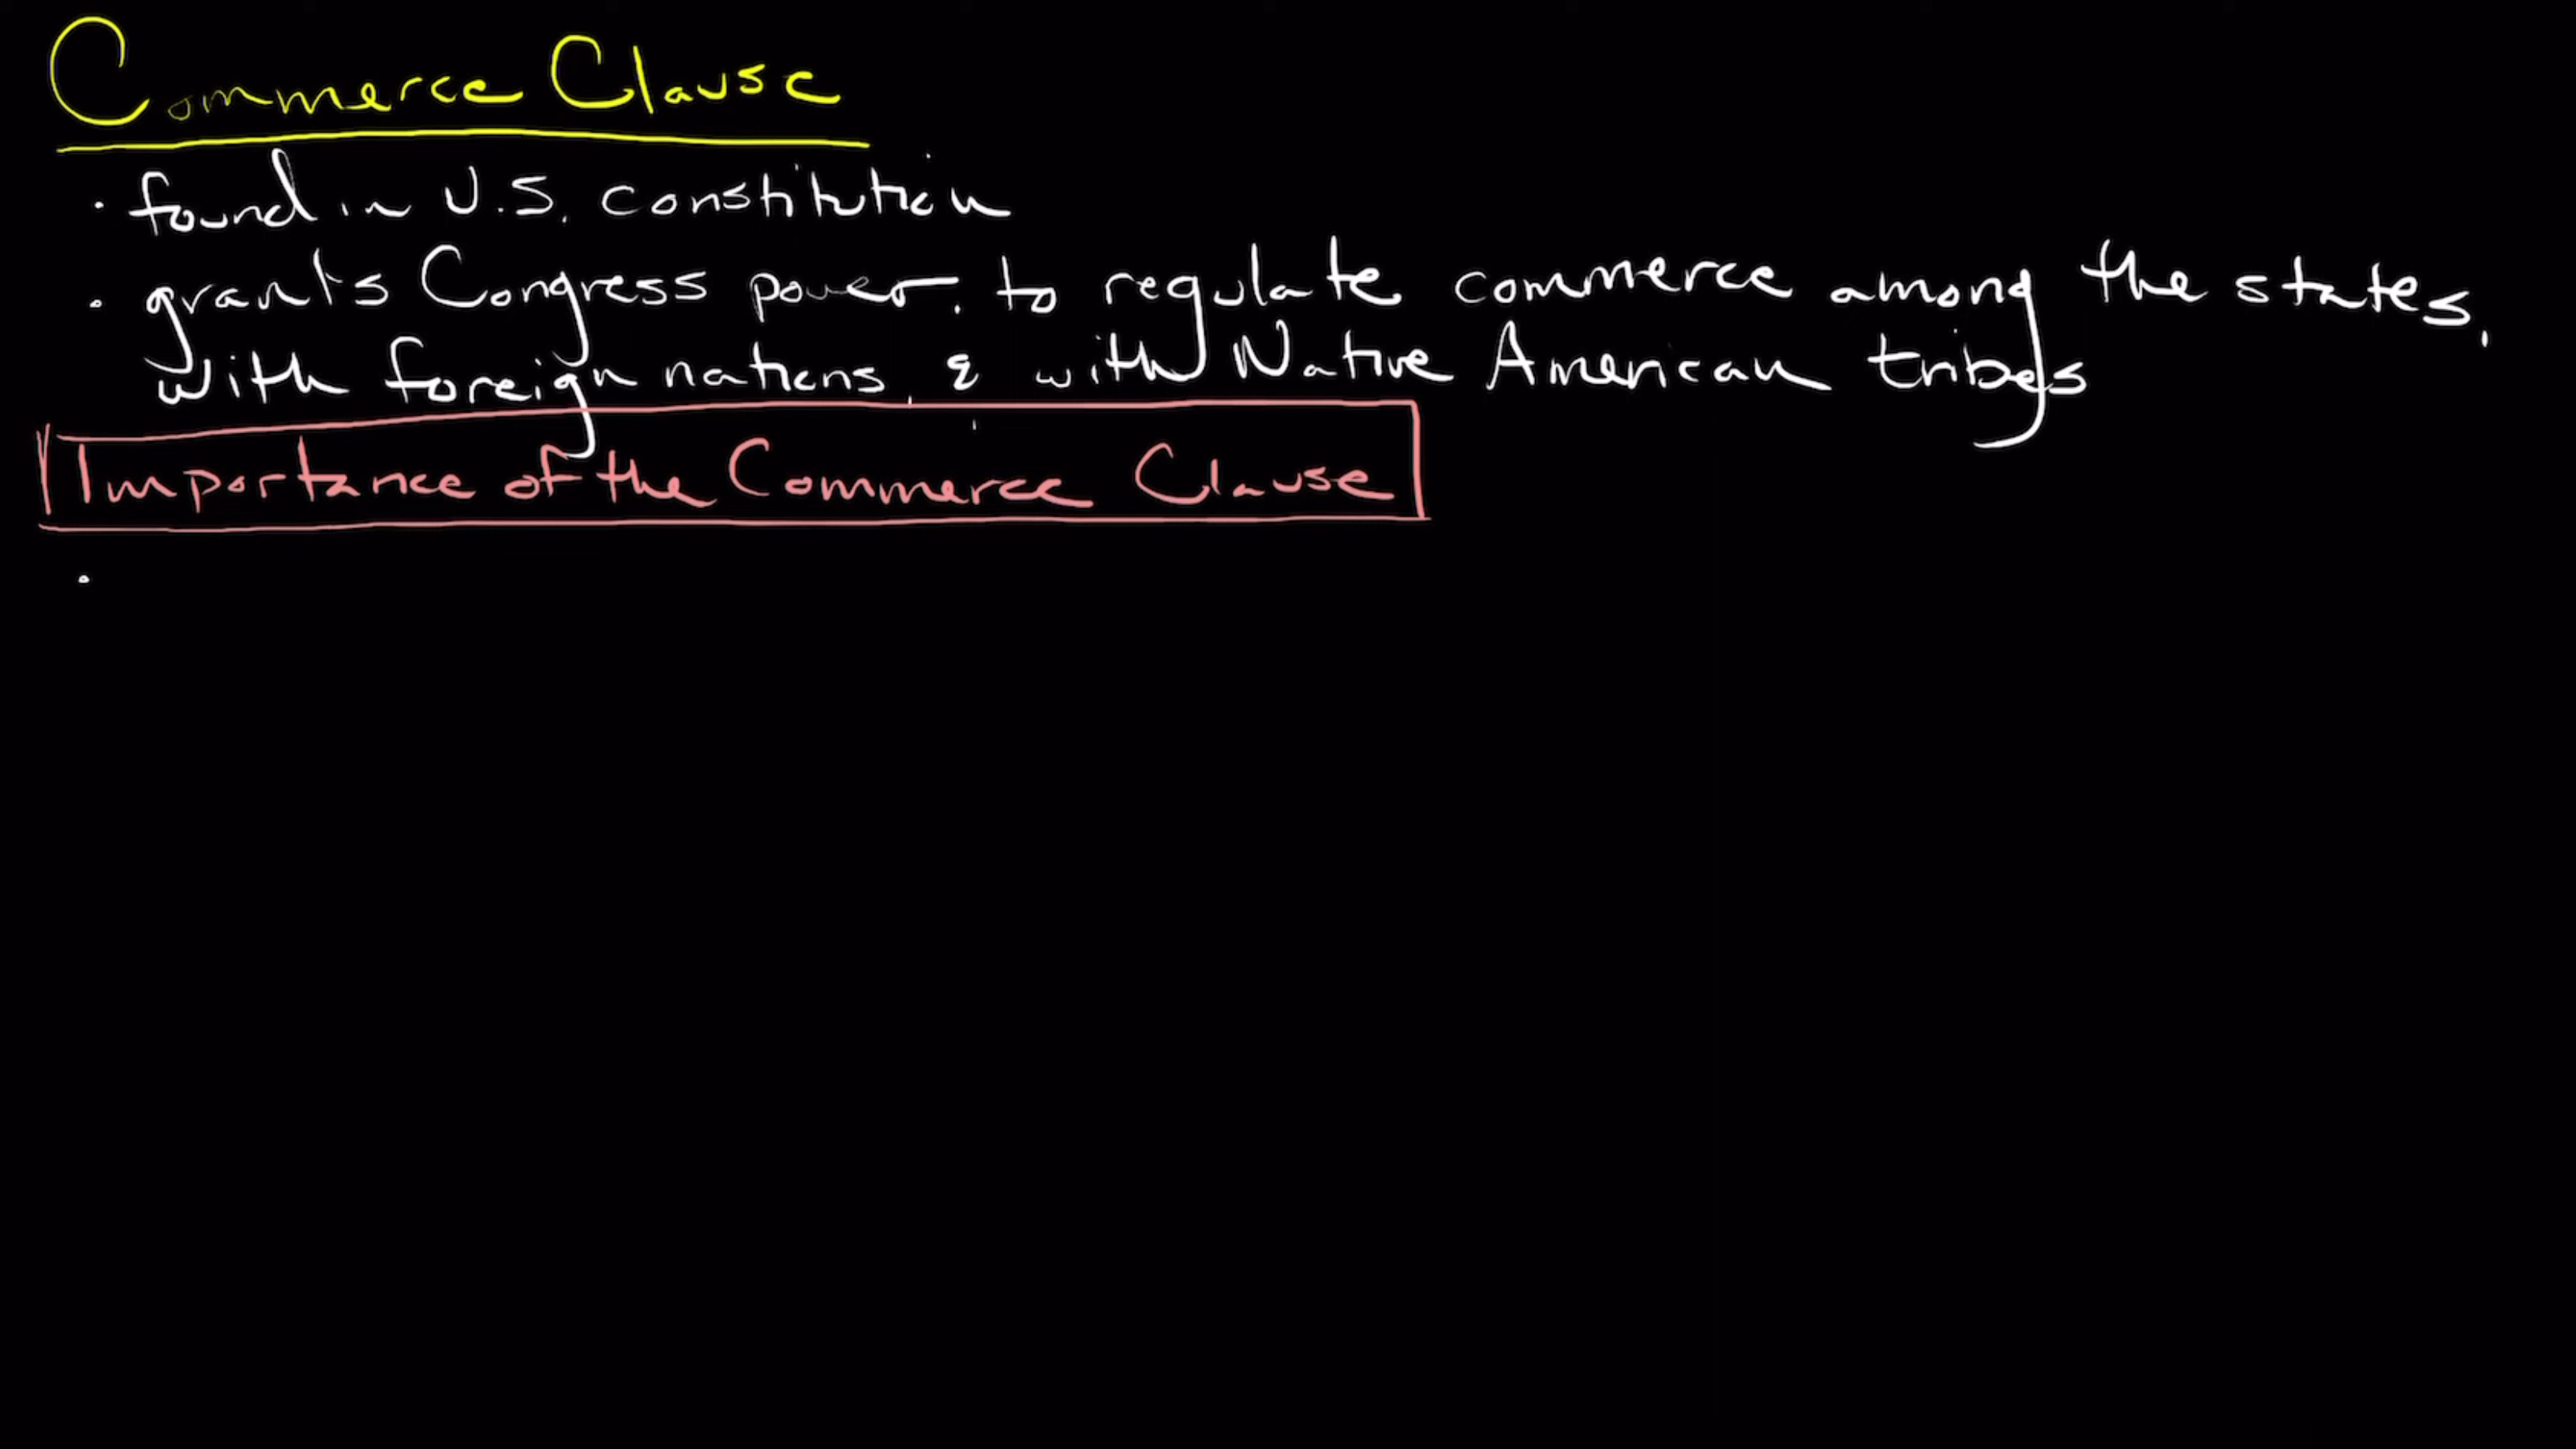 Commerce Clause
· found in U.S. constitution
· grants Congress power to regulate commerce among the states,
with foreign nations, & with Native American tribes
Importance of the Commerce Clause
·